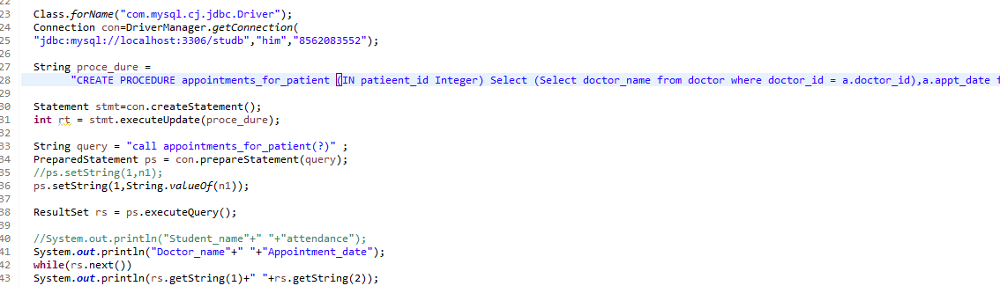 22
23 Class.forName("com.mysql.cj.jdbc.Driver");
24 Connection con=DriverManager.getConnection(
25 "jdbc:mysql://localhost:3306/studb","him","8562083552");
26
27 String proce_dure =
28 "CREATE PROCEDURE appointments_for_patient (IN patieent_id Integer) Select (Select doctor_name from doctor where doctor_id = a.doctor_id),a.appt_date f
29
30 Statement stmt=con.createStatement();
31 int rt = stmt.executeUpdate(proce_dure);
32
33 String query = "call appointments_for_patient(?)" ;
34 PreparedStatement ps = con.prepareStatement(query);
35 //ps.setString(1,n1);
36 ps.setString(1,String.valueOf(n1));
37
38 ResultSet rs = ps.executeQuery();
39
40 //System.out.println("Student_name"+" "+"attendance");
41 System.out.println("Doctor_name"+" "+"Appointment_date");
42 while(rs.next())
43 System.out.println(rs.getString(1)+" "+rs.getString(2));